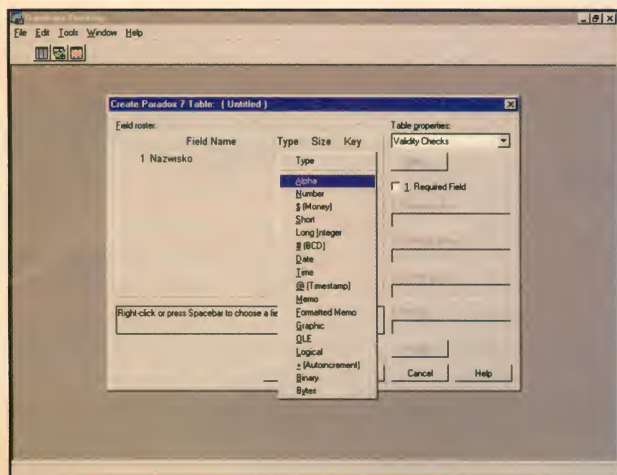 File Edit Tools Window Help
Create Paradox 7 Table: ( Untitled )
Field roster:
Field Name Type Size Key
1 Nazwisko
Type
Alpha
Number
$ (Money)
Short
Long Integer
# (BCD)
Date
Time
@ (Timestamp)
Memo
Formatted Memo
Graphic
OLE
Logical
+ (Autoincrement)
Binary
Bytes
Right-click or press Spacebar to choose a fie
Table properties:
Validity Checks
1. Required Field
Cancel Help